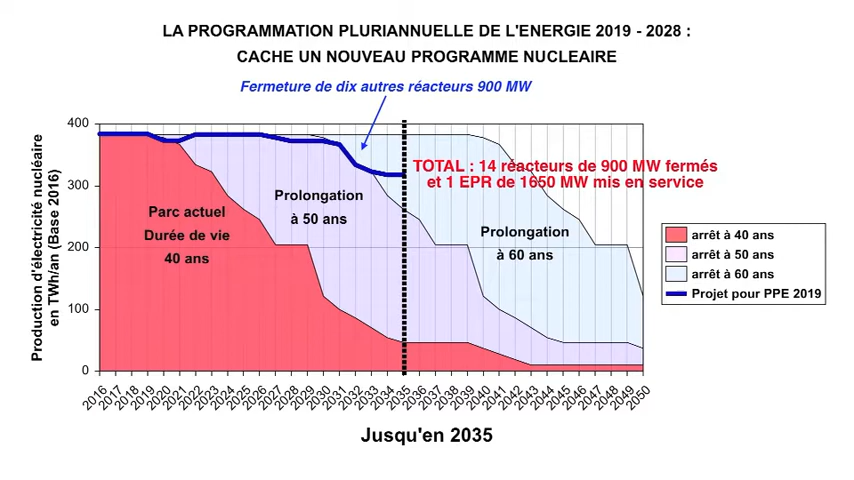 LA PROGRAMMATION PLURIANNUELLE DE L'ENERGIE 2019 - 2028 :
CACHE UN NOUVEAU PROGRAMME NUCLEAIRE
Fermeture de dix autres réacteurs 900 MW
Production d'électricité nucléaire
en TWh/an (Base 2016)
400
300
200
100
0
TOTAL : 14 réacteurs de 900 MW fermés
et 1 EPR de 1650 MW mis en service
Parc actuel
Durée de vie
40 ans
Prolongation
à 50 ans
Prolongation
à 60 ans
arrêt à 40 ans
arrêt à 50 ans
arrêt à 60 ans
Projet pour PPE 2019
2016 2017 2018 2019 2020 2021 2022 2023 2024 2025 2026 2027 2028 2029 2030 2031 2032 2033 2034 2035 2036 2037 2038 2039 2040 2041 2042 2043 2044 2045 2046 2047 2048 2049 2050
Jusqu'en 2035